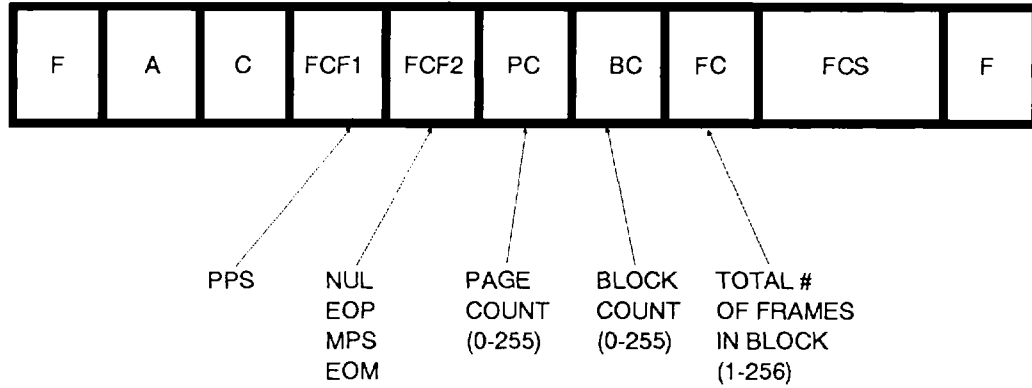 F A C FCF1 FCF2 PC BC FC FCS F
PPS
NUL
EOP
MPS
EOM
PAGE
COUNT
(0-255)
BLOCK
COUNT
(0-255)
TOTAL #
OF FRAMES
IN BLOCK
(1-256)